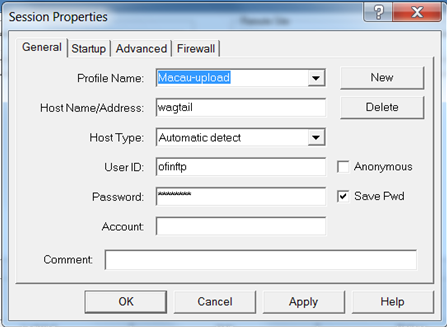 Session Properties
General Startup Advanced Firewall
Profile Name: Macau-upload New
Host Name/Address: wagtail Delete
Host Type: Automatic detect
User ID: ofinftp Anonymous
Password: ******** Save Pwd
Account:
Comment:
OK Cancel Apply Help